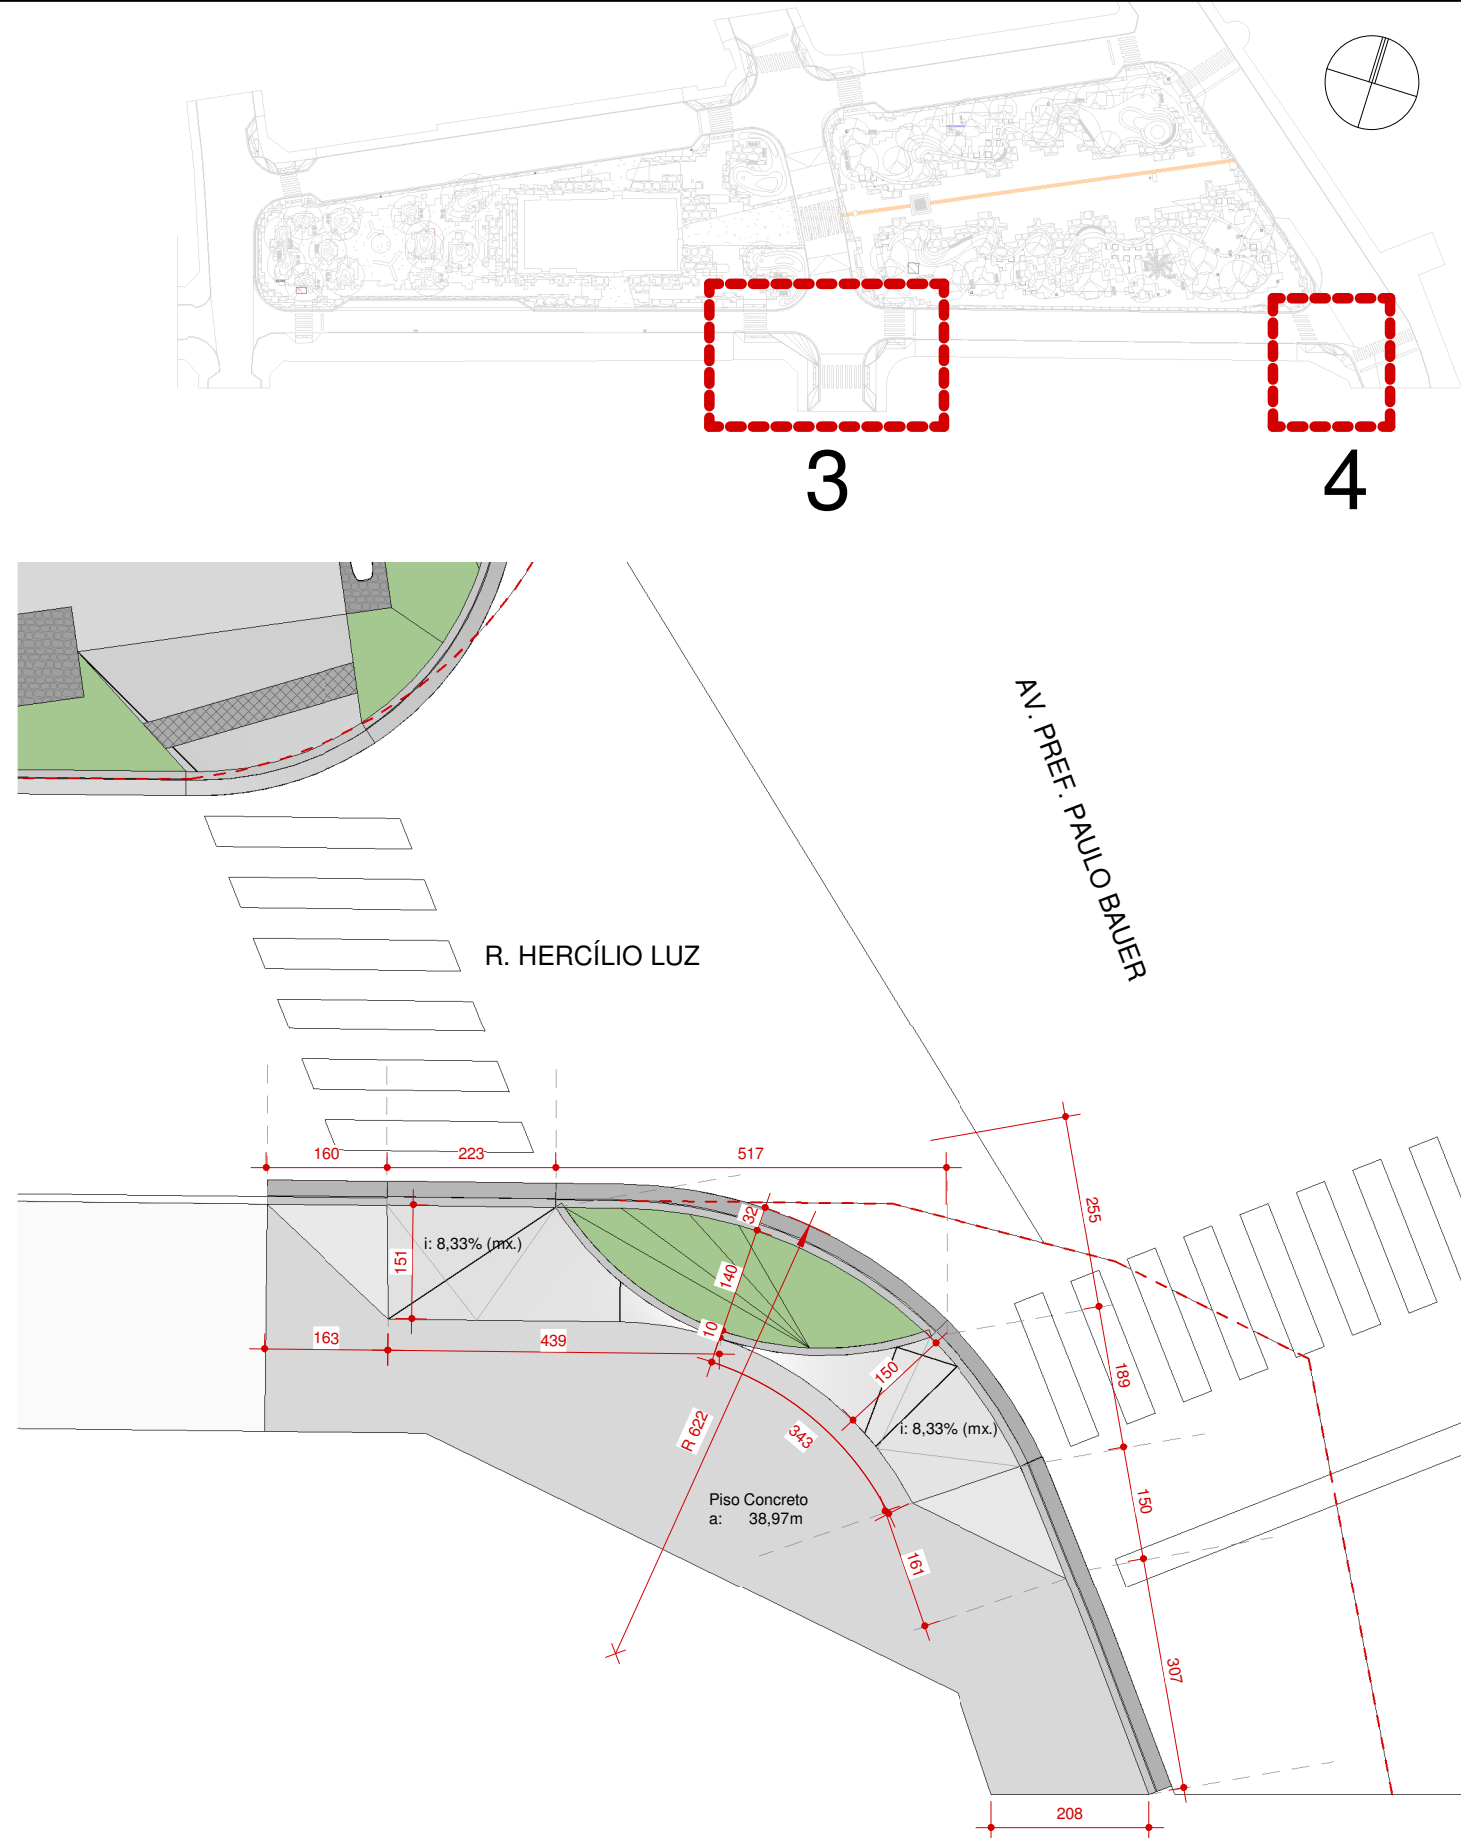 3
4
AV. PREF. PAULO BAUER
R. HERCÍLIO LUZ
160
223
517
255
32
151
i: 8,33% (mx.)
140
10
163
439
150
189
R 622
343
i: 8,33% (mx.)
Piso Concreto
a: 38,97m
150
161
307
208